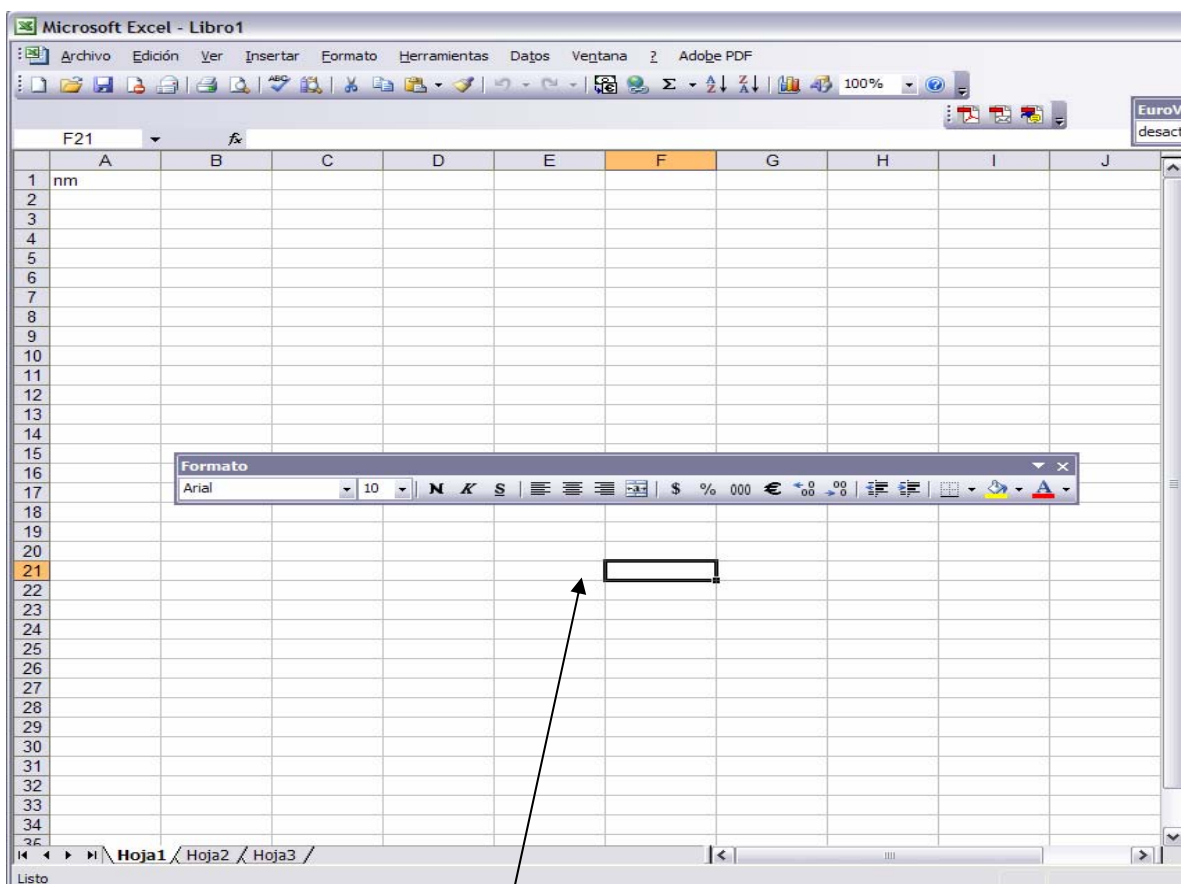 Microsoft Excel - Libro1
Archivo Edición Ver Insertar Formato Herramientas Datos Ventana ? Adobe PDF
ABC Σ A Z Z A 100% ?
EuroV
desact
F21 fx
A B C D E F G H I J
1 nm
2
3
4
5
6
7
8
9
10
11
12
13
14
15
16
17
18
19
20
21
22
23
24
25
26
27
28
29
30
31
32
33
34
Formato
Arial 10 N K S $ % 000 € A
Hoja1 Hoja2 Hoja3
Listo